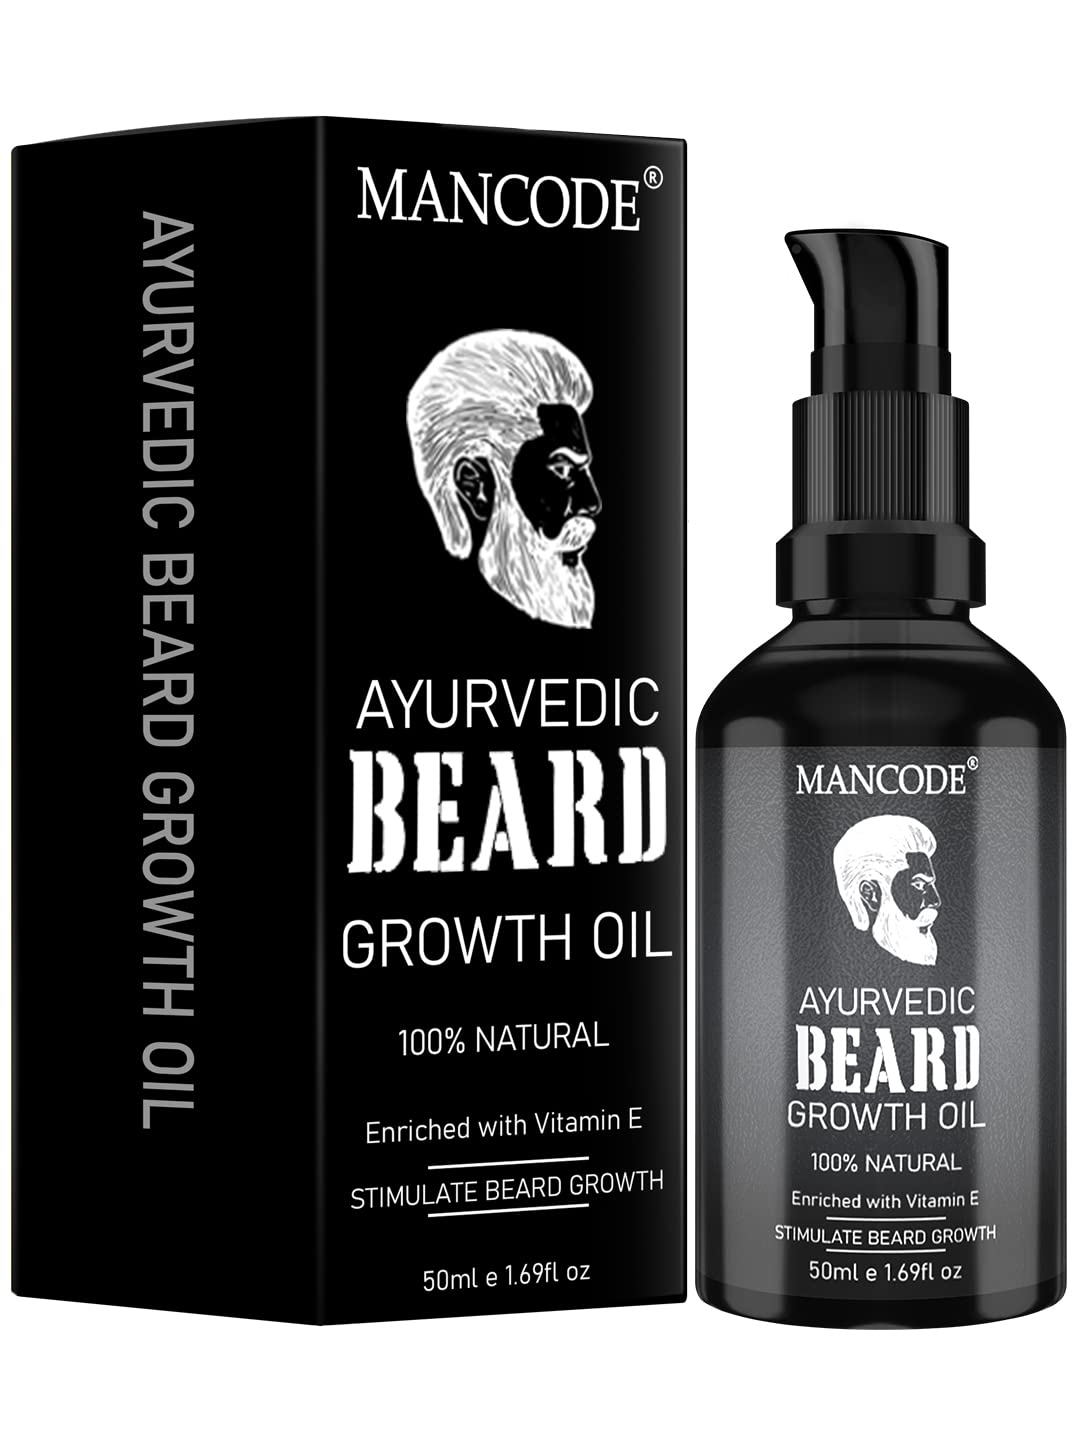 AYURVEDIC BEARD GROWTH OIL
MANCODE®
AYURVEDIC
BEARD
GROWTH OIL
100% NATURAL
Enriched with Vitamin E
STIMULATE BEARD GROWTH
50ml e 1.69fl oz
MANCODE®
AYURVEDIC
BEARD
GROWTH OIL
100% NATURAL
Enriched with Vitamin E
STIMULATE BEARD GROWTH
50ml e 1.69fl oz